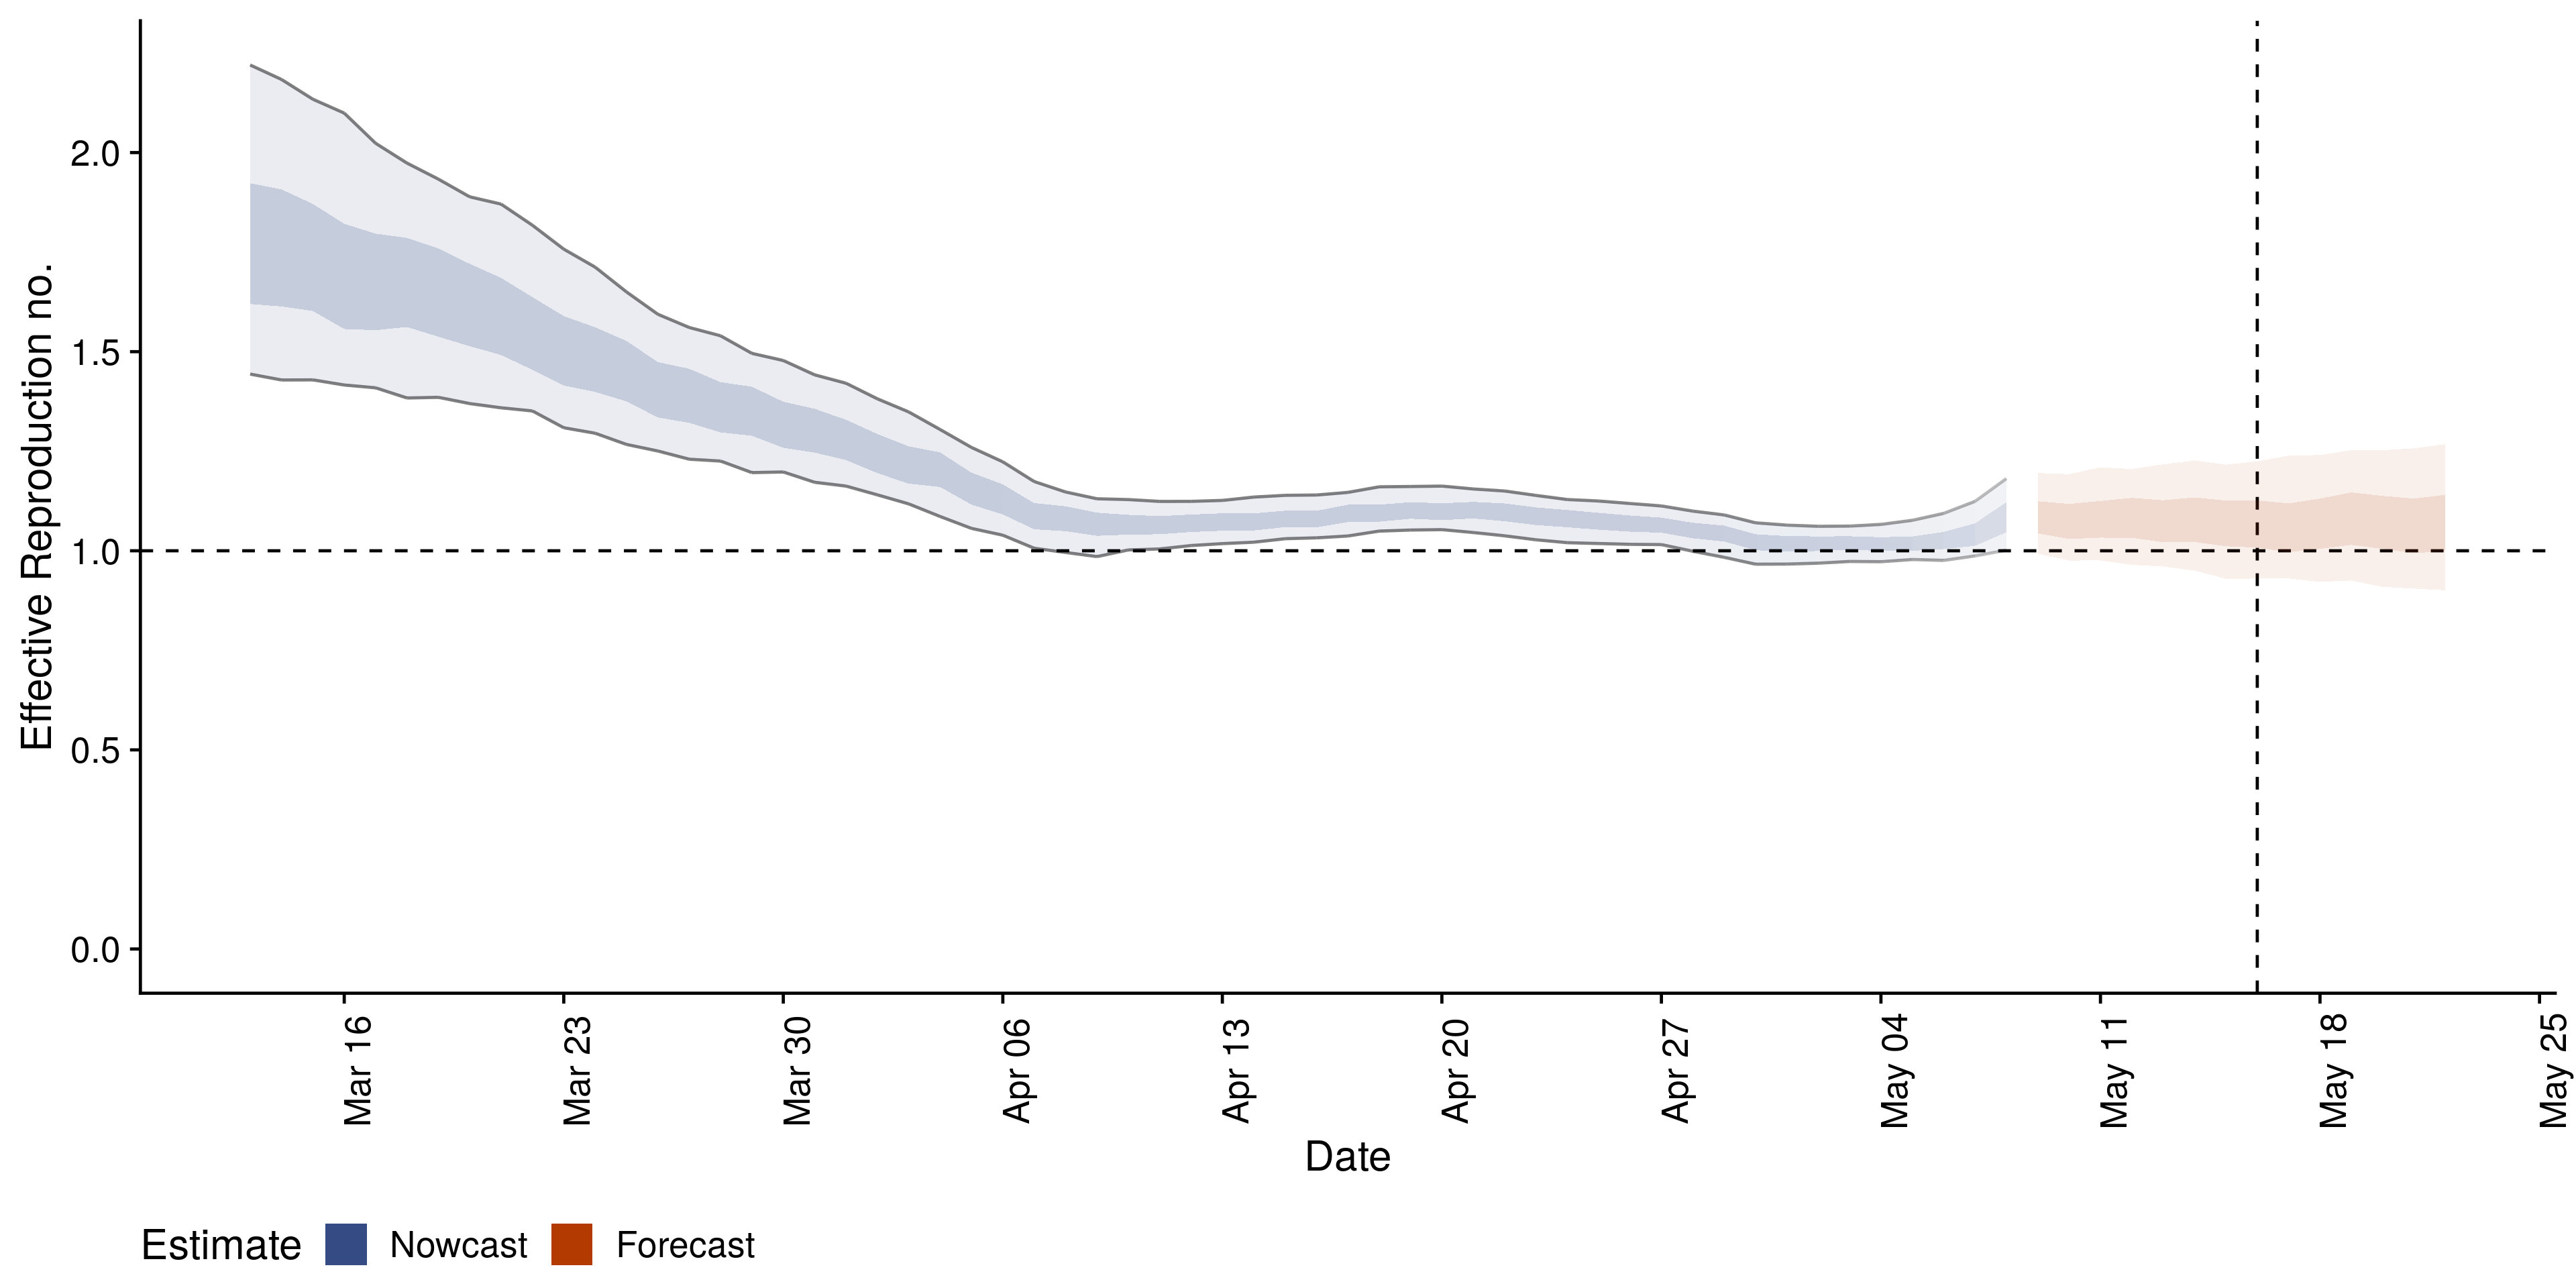 Effective Reproduction no.
2.0
1.5
1.0
0.5
0.0
Mar 16
Mar 23
Mar 30
Apr 06
Apr 13
Apr 20
Apr 27
May 04
May 11
May 18
May 25
Date
Estimate Nowcast Forecast